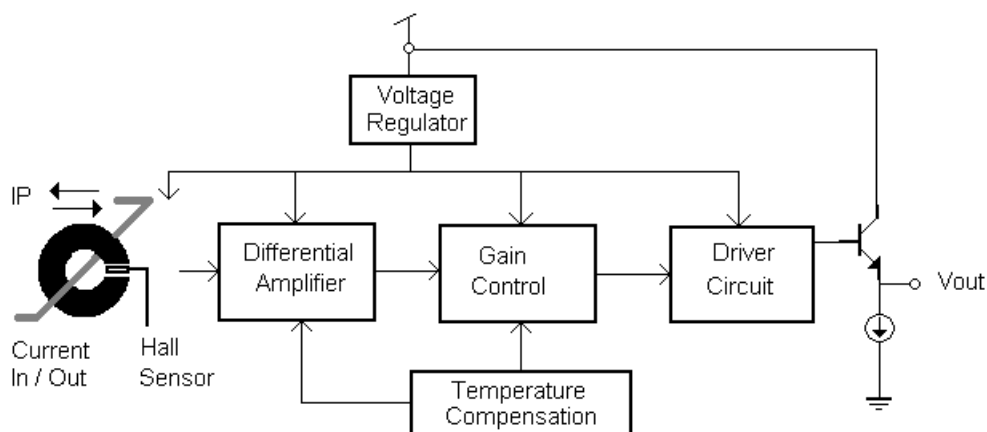 Voltage
Regulator
IP
Differential
Amplifier
Gain
Control
Driver
Circuit
Vout
Current
In / Out
Hall
Sensor
Temperature
Compensation